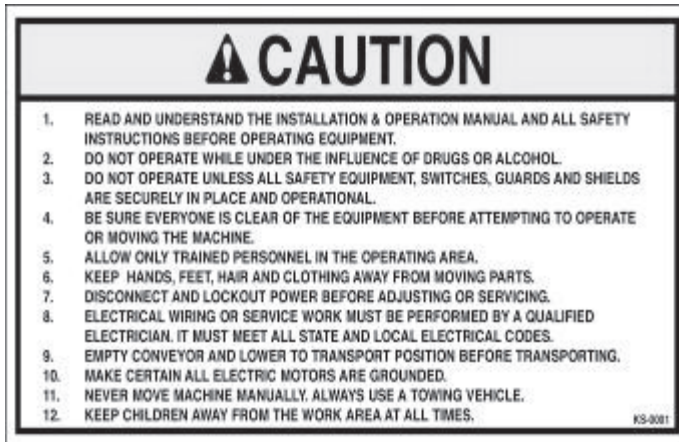 CAUTION
1. READ AND UNDERSTAND THE INSTALLATION & OPERATION MANUAL AND ALL SAFETY
INSTRUCTIONS BEFORE OPERATING EQUIPMENT.
2. DO NOT OPERATE WHILE UNDER THE INFLUENCE OF DRUGS OR ALCOHOL.
3. DO NOT OPERATE UNLESS ALL SAFETY EQUIPMENT, SWITCHES, GUARDS AND SHIELDS
ARE SECURELY IN PLACE AND OPERATIONAL.
4. BE SURE EVERYONE IS CLEAR OF THE EQUIPMENT BEFORE ATTEMPTING TO OPERATE
OR MOVING THE MACHINE.
5. ALLOW ONLY TRAINED PERSONNEL IN THE OPERATING AREA.
6. KEEP HANDS, FEET, HAIR AND CLOTHING AWAY FROM MOVING PARTS.
7. DISCONNECT AND LOCKOUT POWER BEFORE ADJUSTING OR SERVICING.
8. ELECTRICAL WIRING OR SERVICE WORK MUST BE PERFORMED BY A QUALIFIED
ELECTRICIAN. IT MUST MEET ALL STATE AND LOCAL ELECTRICAL CODES.
9. EMPTY CONVEYOR AND LOWER TO TRANSPORT POSITION BEFORE TRANSPORTING.
10. MAKE CERTAIN ALL ELECTRIC MOTORS ARE GROUNDED.
11. NEVER MOVE MACHINE MANUALLY. ALWAYS USE A TOWING VEHICLE.
12. KEEP CHILDREN AWAY FROM THE WORK AREA AT ALL TIMES.
KS-0001